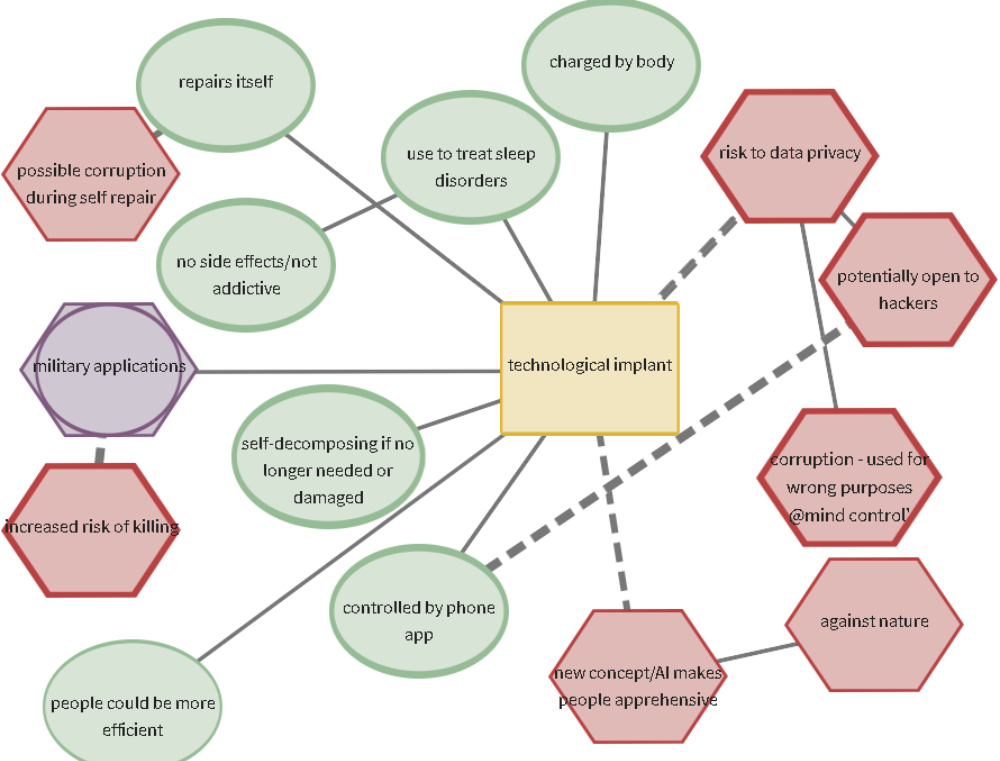 charged by body
repairs itself
use to treat sleep
disorders
risk to data privacy
possible corruption
during self repair
no side effects/not
addictive
potentially open to
hackers
military applications
technological implant
self-decomposing if no
longer needed or
damaged
corruption - used for
wrong purposes
@mind control'
increased risk of killing
controlled by phone
app
against nature
new concept/AI makes
people apprehensive
people could be more
efficient